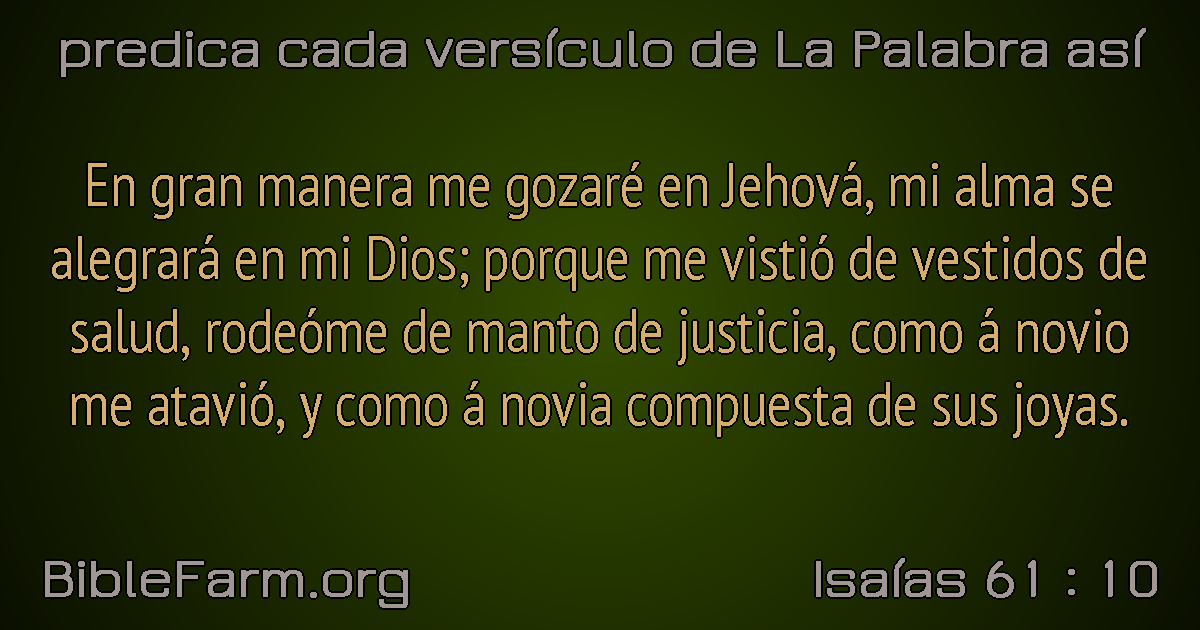 predica cada versículo de La Palabra así
En gran manera me gozaré en Jehová, mi alma se
alegrará en mi Dios; porque me vistió de vestidos de
salud, rodeóme de manto de justicia, como á novio
me atavió, y como á novia compuesta de sus joyas.
BibleFarm.org
Isaías 61 : 10